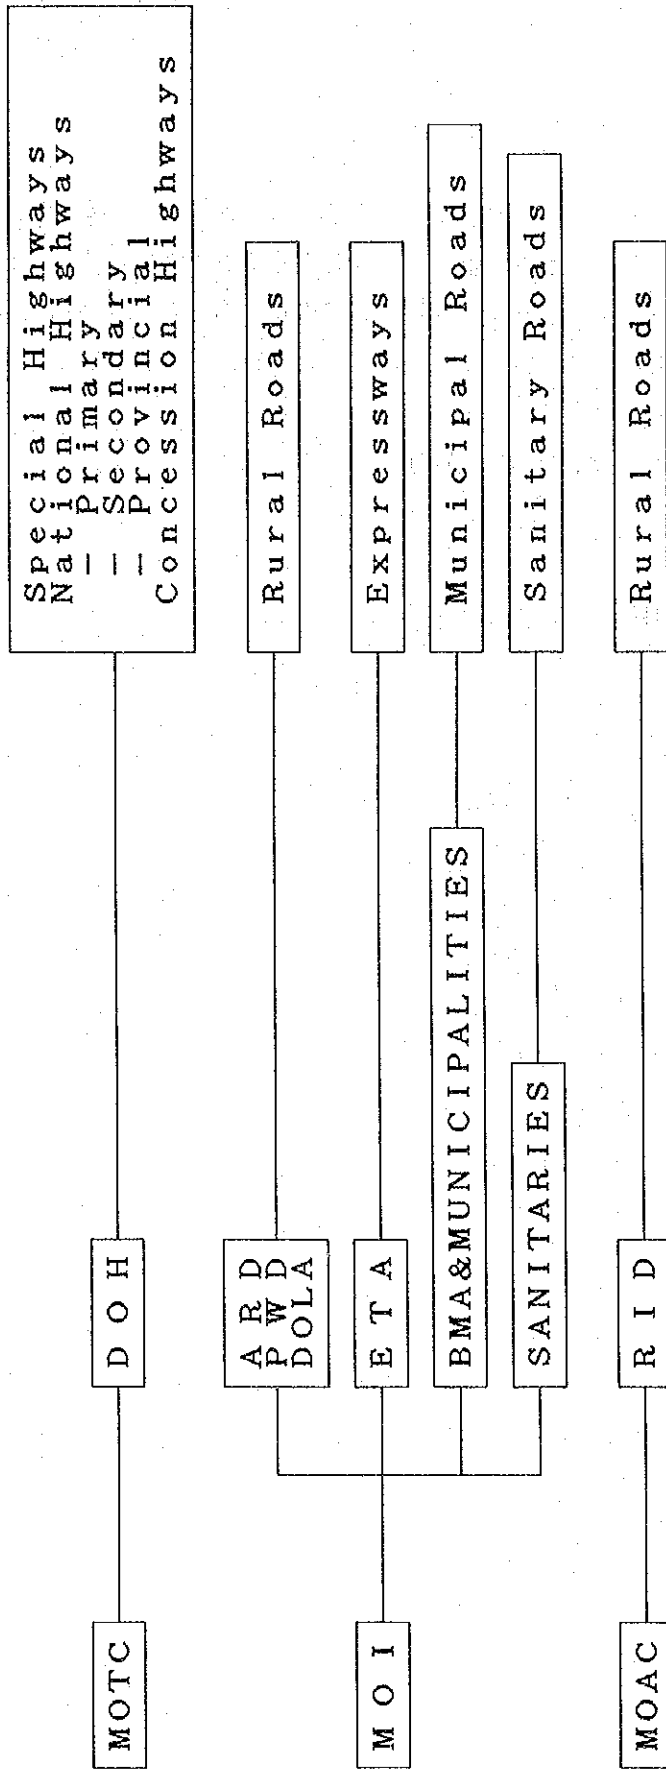 MOTC
DOH
Special Highways
National Highways
— Primary
— Secondary
— Provincial
Concession Highways
MOI
ARD
PWD
DOLA
Rural Roads
ETA
Expressways
BMA&MUNICIPALITIES
Municipal Roads
SANITARIES
Sanitary Roads
MOAC
RID
Rural Roads